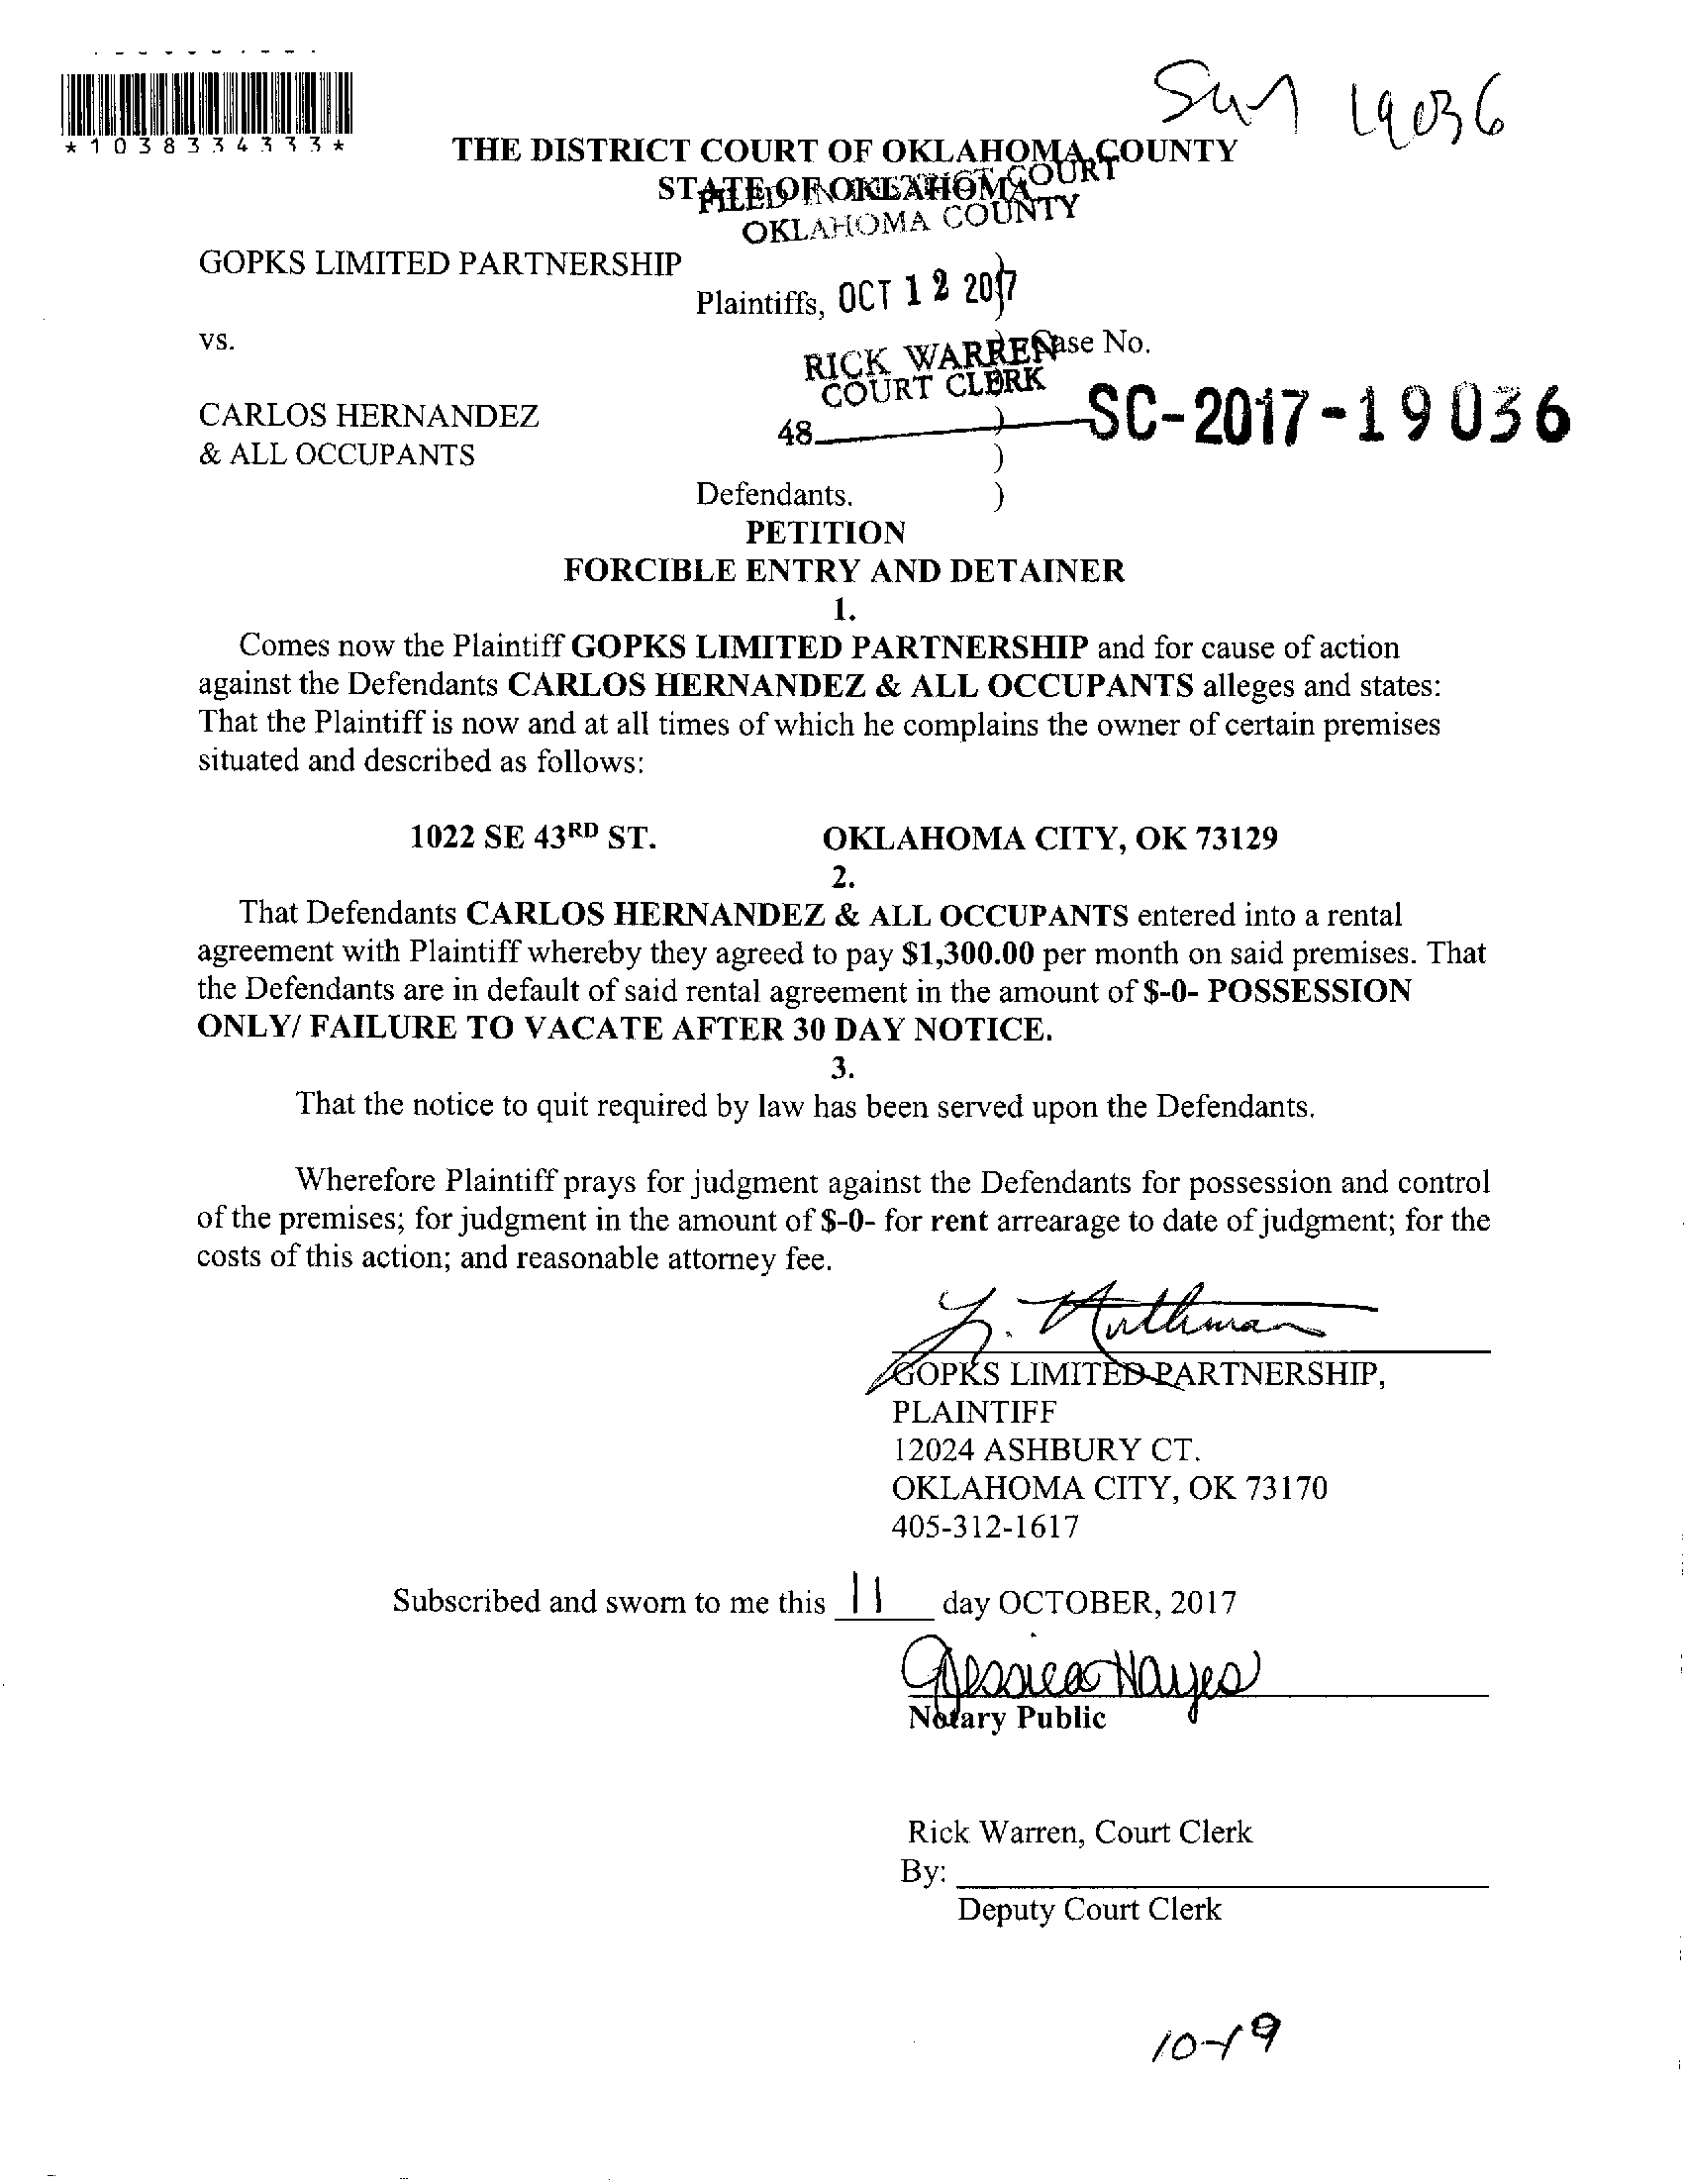 19036
*1038334333*
THE DISTRICT COURT OF OKLAHOMA COUNTY
STATE OF OKLAHOMA
FILED IN DISTRICT COURT
OKLAHOMA COUNTY
GOPKS LIMITED PARTNERSHIP
)
Plaintiffs, OCT 12 2017
)
vs. ) Case No.
RICK WARREN
COURT CLERK
)
CARLOS HERNANDEZ ) SC-2017-19036
48
& ALL OCCUPANTS )
Defendants. )
PETITION
FORCIBLE ENTRY AND DETAINER
1.
Comes now the Plaintiff GOPKS LIMITED PARTNERSHIP and for cause of action
against the Defendants CARLOS HERNANDEZ & ALL OCCUPANTS alleges and states:
That the Plaintiff is now and at all times of which he complains the owner of certain premises
situated and described as follows:
1022 SE 43RD ST. OKLAHOMA CITY, OK 73129
2.
That Defendants CARLOS HERNANDEZ & ALL OCCUPANTS entered into a rental
agreement with Plaintiff whereby they agreed to pay $1,300.00 per month on said premises. That
the Defendants are in default of said rental agreement in the amount of $-0- POSSESSION
ONLY/ FAILURE TO VACATE AFTER 30 DAY NOTICE.
3.
That the notice to quit required by law has been served upon the Defendants.
Wherefore Plaintiff prays for judgment against the Defendants for possession and control
of the premises; for judgment in the amount of $-0- for rent arrearage to date of judgment; for the
costs of this action; and reasonable attorney fee.
GOPKS LIMITED PARTNERSHIP,
PLAINTIFF
12024 ASHBURY CT.
OKLAHOMA CITY, OK 73170
405-312-1617
Subscribed and sworn to me this 11 day OCTOBER, 2017
Jessica Hayes
Notary Public
Rick Warren, Court Clerk
By:
Deputy Court Clerk
10-19